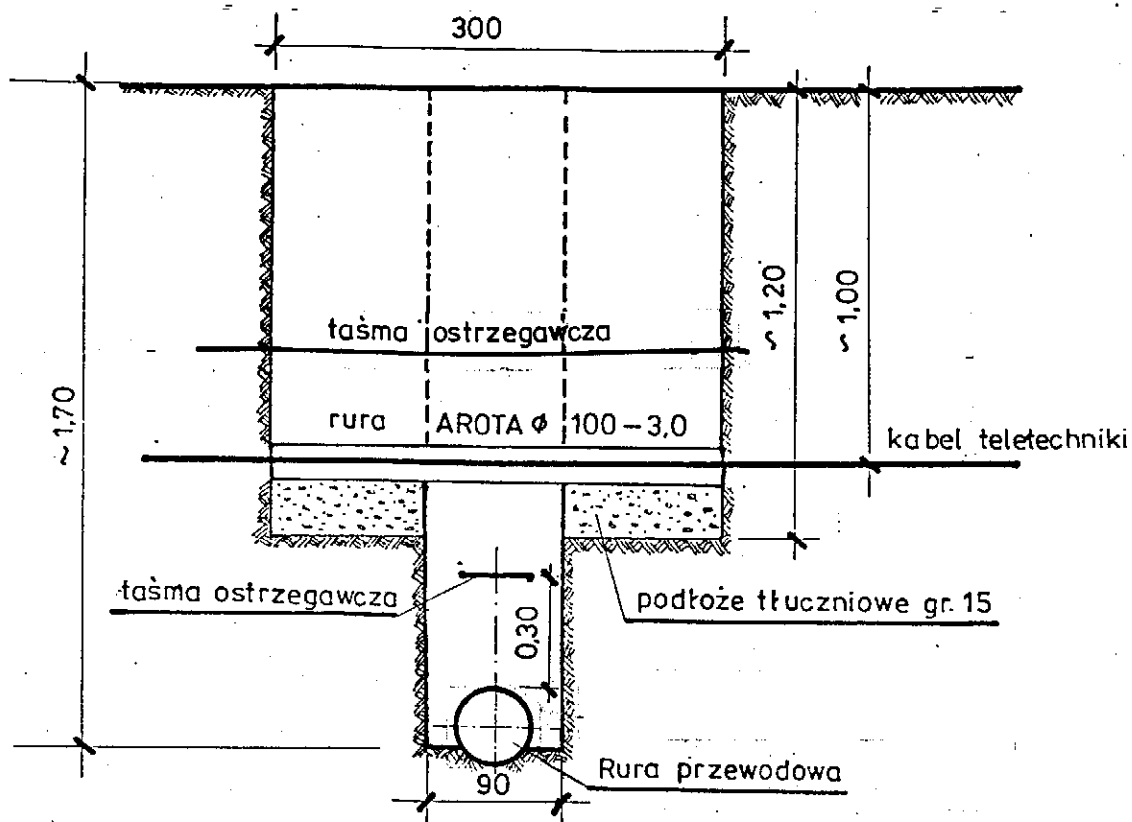 300
~ 1,70
~ 1,20
~ 1,00
taśma ostrzegawcza
rura AROTA ϕ 100 – 3,0
kabel teletechniki
taśma ostrzegawcza
0,30
podłoże tłuczniowe gr. 15
Rura przewodowa
90